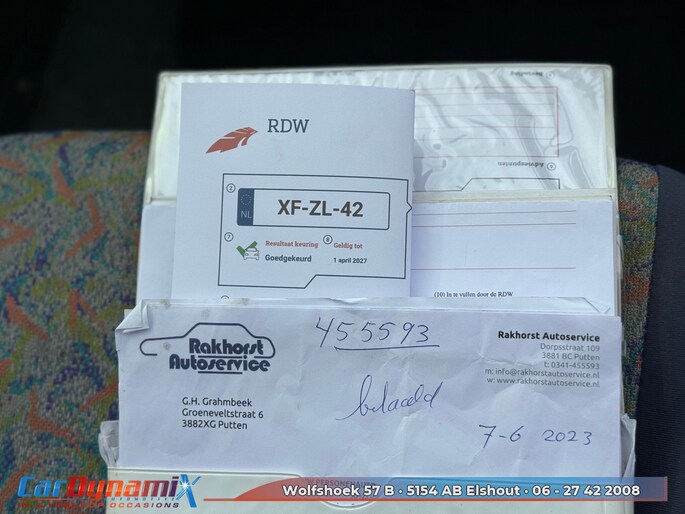 Bestuurder
Adviespunten
RDW
NL
XF-ZL-42
Resultaat keuring
Goedgekeurd
Geldig tot
1 april 2027
(10) In te vullen door de RDW
Rakhorst
Autoservice
455593
Rakhorst Autoservice
Dorpsstraat 109
3881 BC Putten
t: 0341-455593
m: info@rakhorstautoservice.nl
w: www.rakhorstautoservice.nl
G.H. Grahmbeek
Groeneveltstraat 6
3882XG Putten
betaald
7-6 2023
CarDynamiX
Wolfshoek 57 B • 5154 AB Elshout • 06 - 27 42 2008